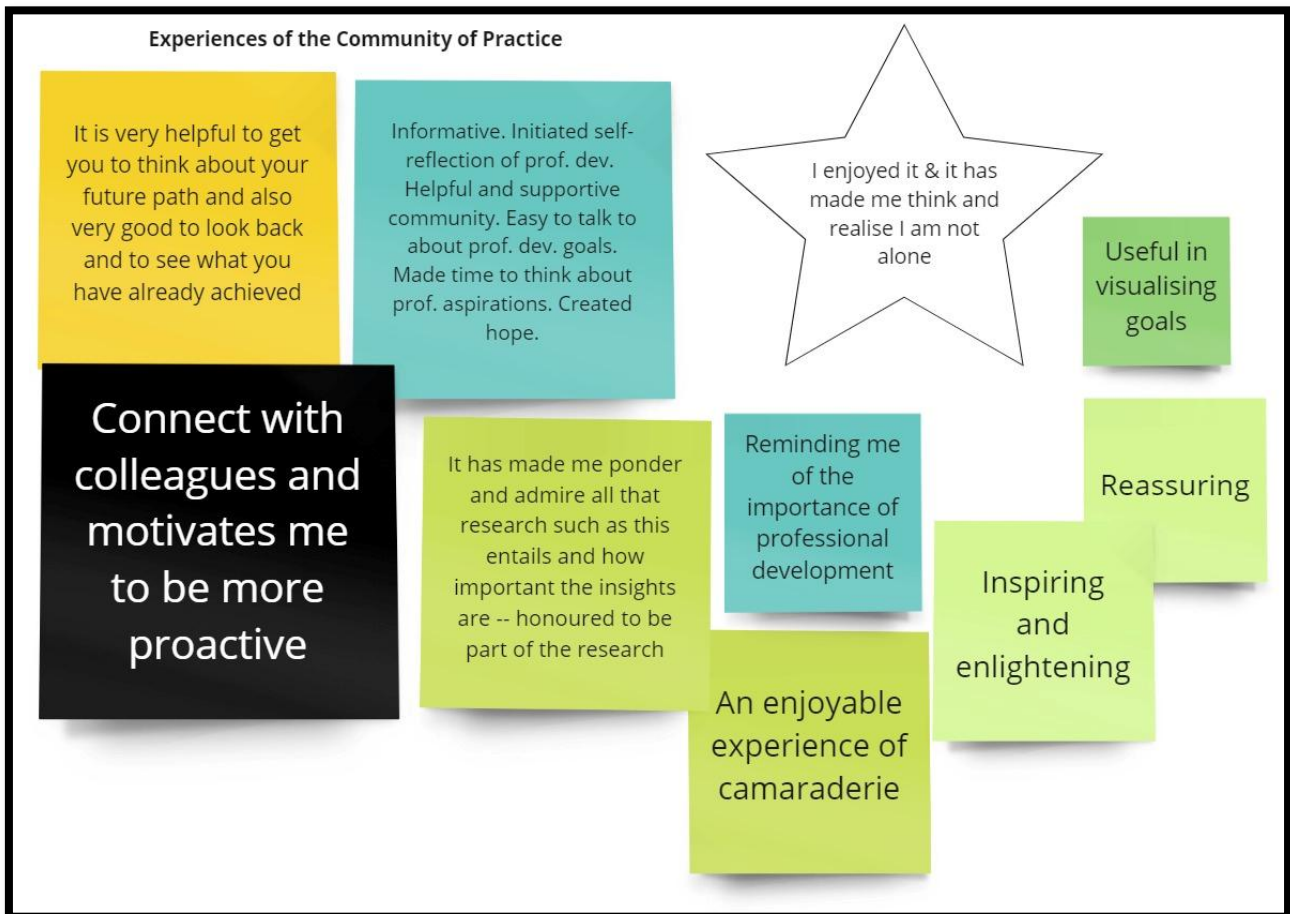 Experiences of the Community of Practice
It is very helpful to get
you to think about your
future path and also
very good to look back
and to see what you
have already achieved
Informative. Initiated self-
reflection of prof. dev.
Helpful and supportive
community. Easy to talk to
about prof. dev. goals.
Made time to think about
prof. aspirations. Created
hope.
I enjoyed it & it has
made me think and
realise I am not
alone
Useful in
visualising
goals
Connect with
colleagues and
motivates me
to be more
proactive
It has made me ponder
and admire all that
research such as this
entails and how
important the insights
are -- honoured to be
part of the research
Reminding me
of the
importance of
professional
development
Reassuring
Inspiring
and
enlightening
An enjoyable
experience of
camaraderie